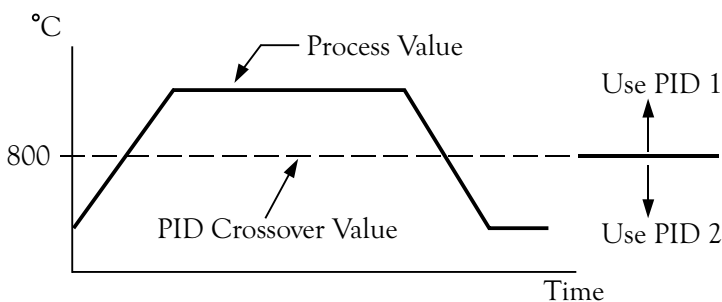 °C
Process Value
Use PID 1
800
PID Crossover Value
Use PID 2
Time